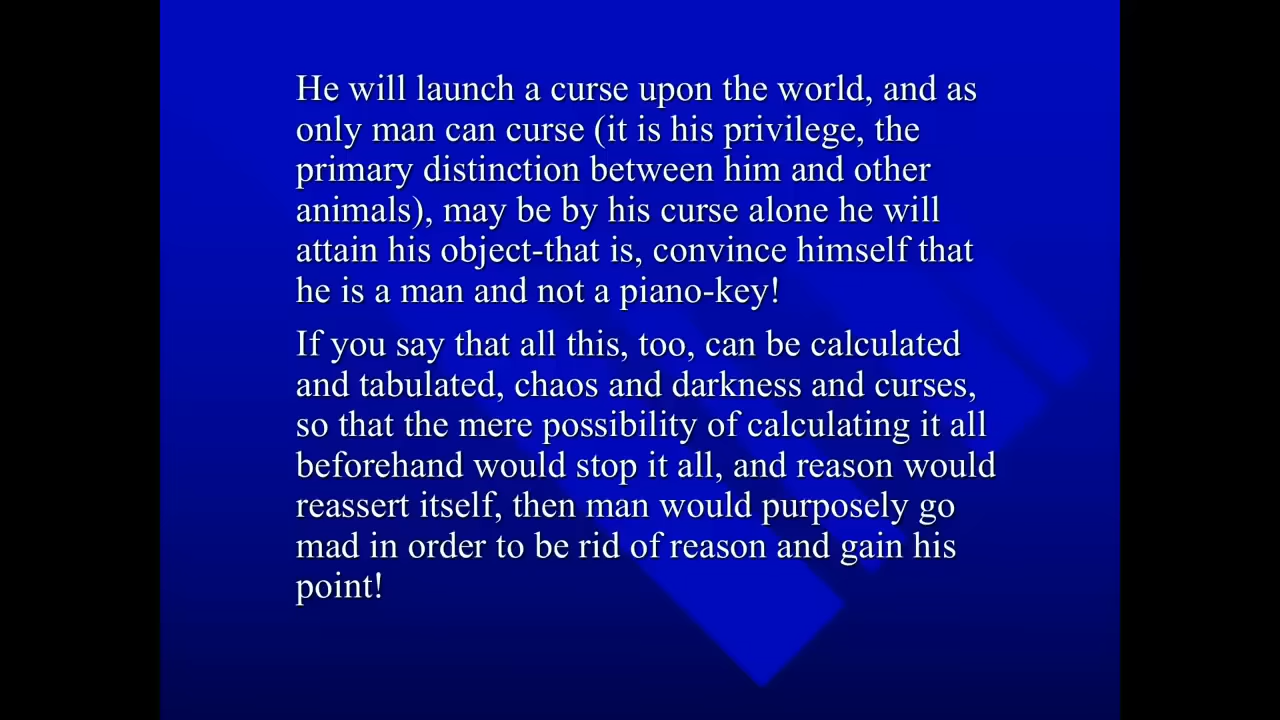 He will launch a curse upon the world, and as
only man can curse (it is his privilege, the
primary distinction between him and other
animals), may be by his curse alone he will
attain his object-that is, convince himself that
he is a man and not a piano-key!
If you say that all this, too, can be calculated
and tabulated, chaos and darkness and curses,
so that the mere possibility of calculating it all
beforehand would stop it all, and reason would
reassert itself, then man would purposely go
mad in order to be rid of reason and gain his
point!